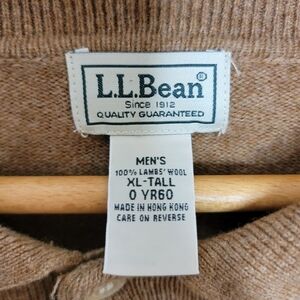 L.L.Bean®
Since 1912
QUALITY GUARANTEED
MEN'S
100% LAMBS' WOOL
XL-TALL
0 YR60
MADE IN HONG KONG
CARE ON REVERSE